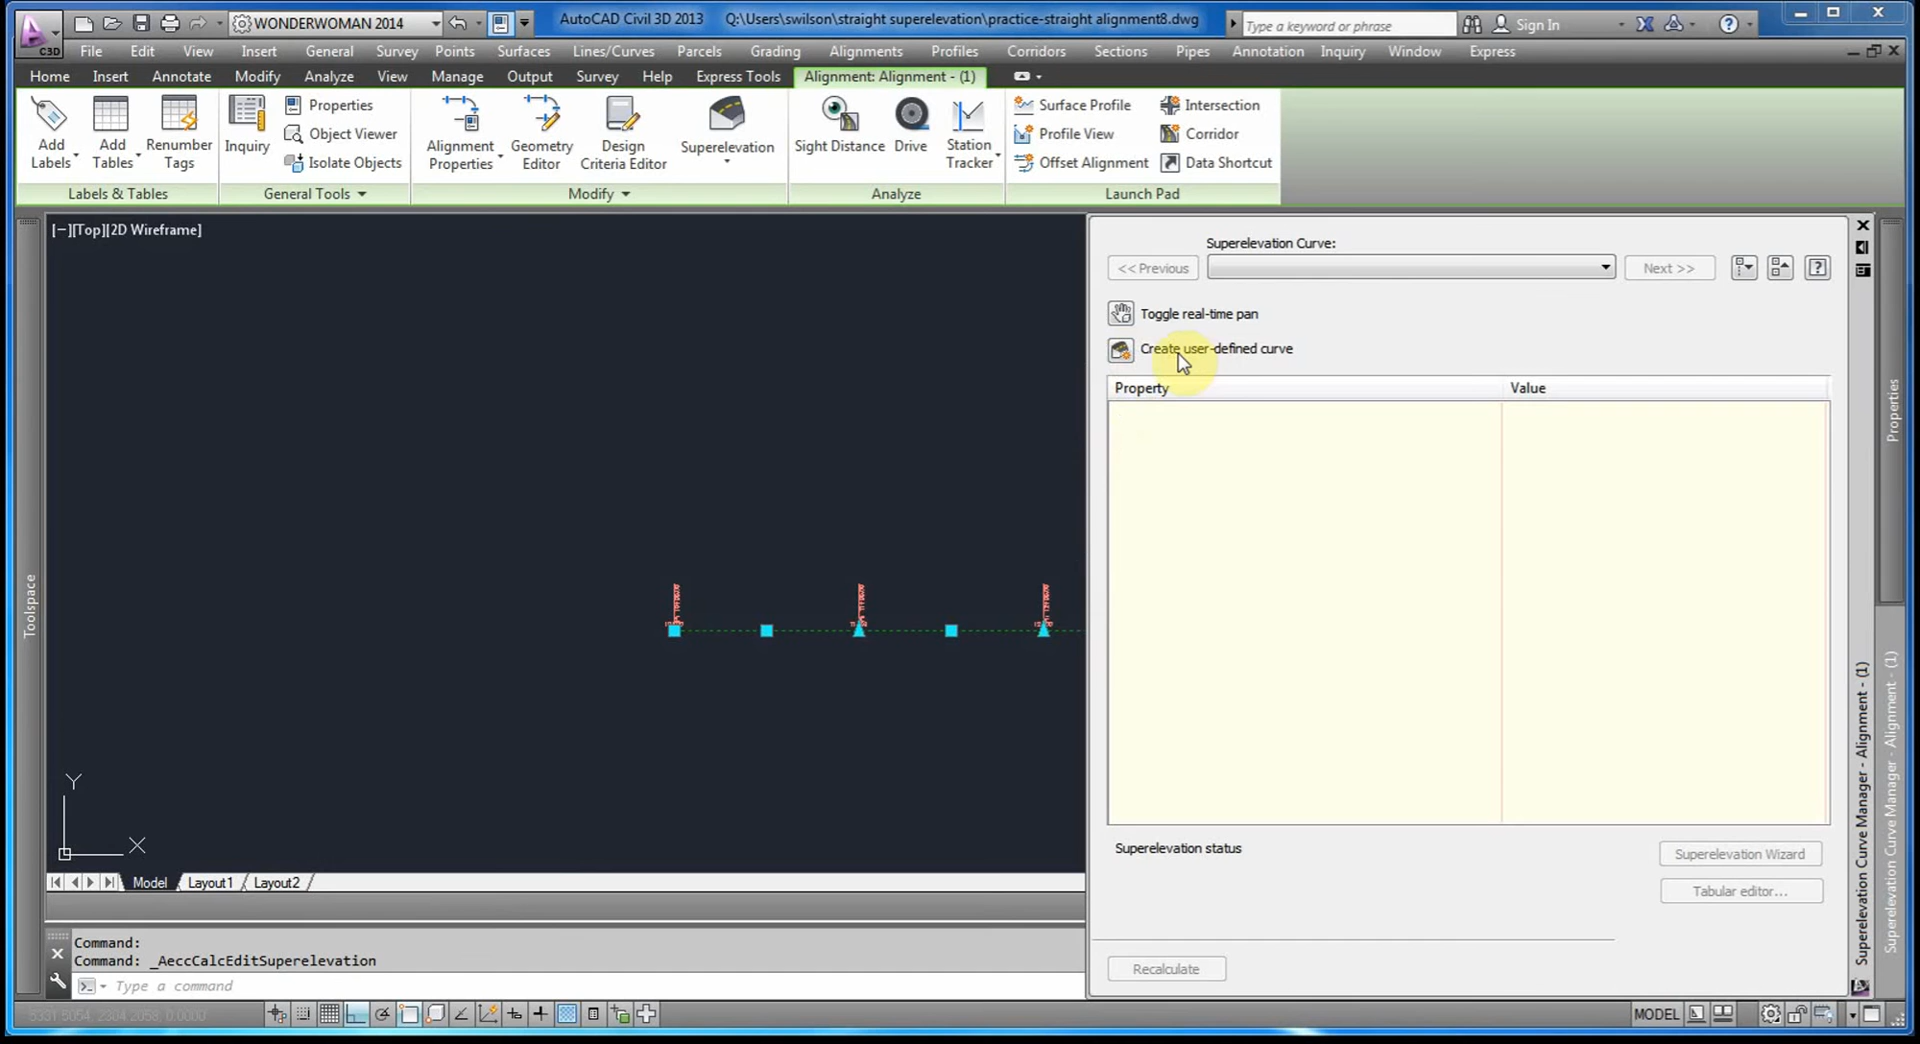 WONDERWOMAN 2014
AutoCAD Civil 3D 2013 Q:\Users\swilson\straight superelevation\practice-straight alignment8.dwg
Type a keyword or phrase
Sign In
C3D
File Edit View Insert General Survey Points Surfaces Lines/Curves Parcels Grading Alignments Profiles Corridors Sections Pipes Annotation Inquiry Window Express
Home Insert Annotate Modify Analyze View Manage Output Survey Help Express Tools Alignment: Alignment - (1)
Add Labels
Add Tables
Renumber Tags
Labels & Tables
Inquiry
Properties
Object Viewer
Isolate Objects
General Tools
Alignment Properties
Geometry Editor
Design Criteria Editor
Superelevation
Modify
Sight Distance
Drive
Station Tracker
Analyze
Surface Profile
Profile View
Offset Alignment
Intersection
Corridor
Data Shortcut
Launch Pad
[−][Top][2D Wireframe]
Toolspace
Y
X
Superelevation Curve:
<< Previous
Next >>
Toggle real-time pan
Create user-defined curve
Property Value
Superelevation status
Superelevation Wizard
Tabular editor...
Recalculate
Superelevation Curve Manager - Alignment - (1)
Properties
Superelevation Curve Manager - Alignment - (1)
Model Layout1 Layout2
Command:
Command: _AeccCalcEditSuperelevation
Type a command
5331.5054, 2304.2058, 0.0000
MODEL